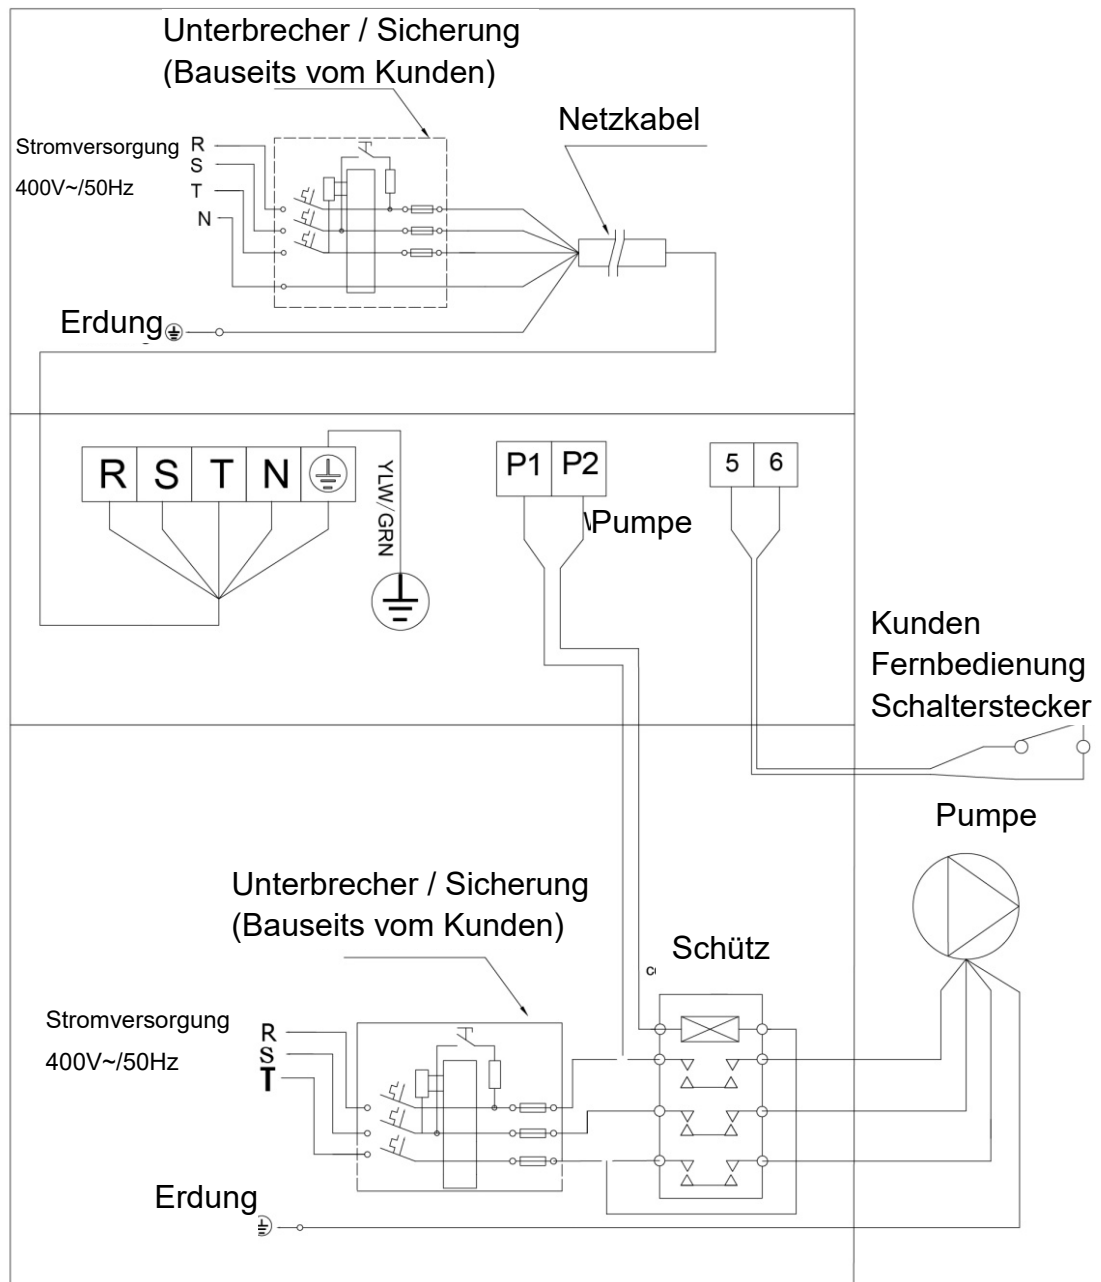 Unterbrecher / Sicherung
(Bauseits vom Kunden)
Netzkabel
Stromversorgung
400V~/50Hz
R
S
T
N
Erdung
R S T N
YLW/GRN
P1 P2
\Pumpe
5 6
Kunden
Fernbedienung
Schalterstecker
Pumpe
Unterbrecher / Sicherung
(Bauseits vom Kunden)
Schütz
Stromversorgung
400V~/50Hz
R
S
T
Erdung